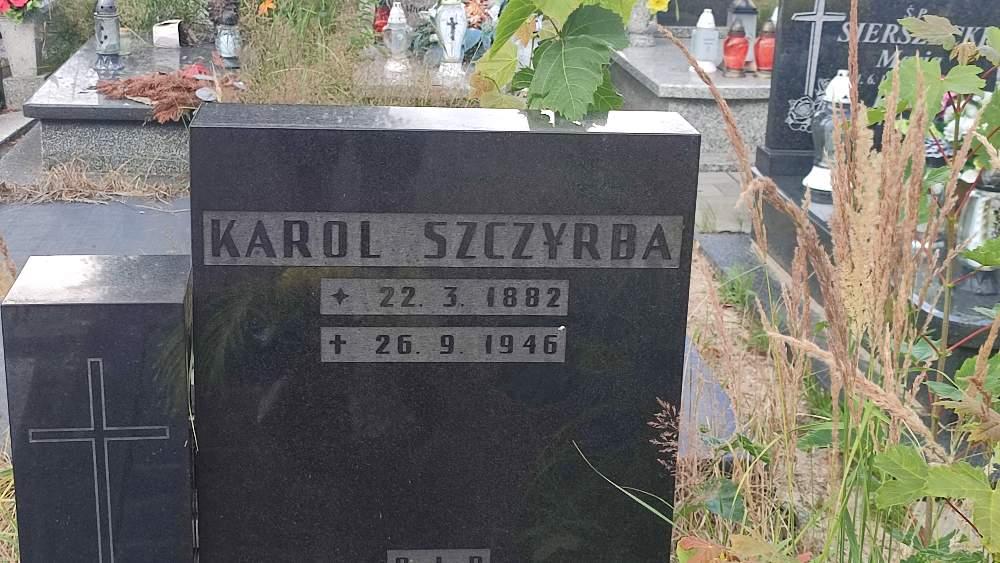 KAROL SZCZYRBA
✦ 22. 3. 1882
✝ 26. 9. 1946
Ś.P.